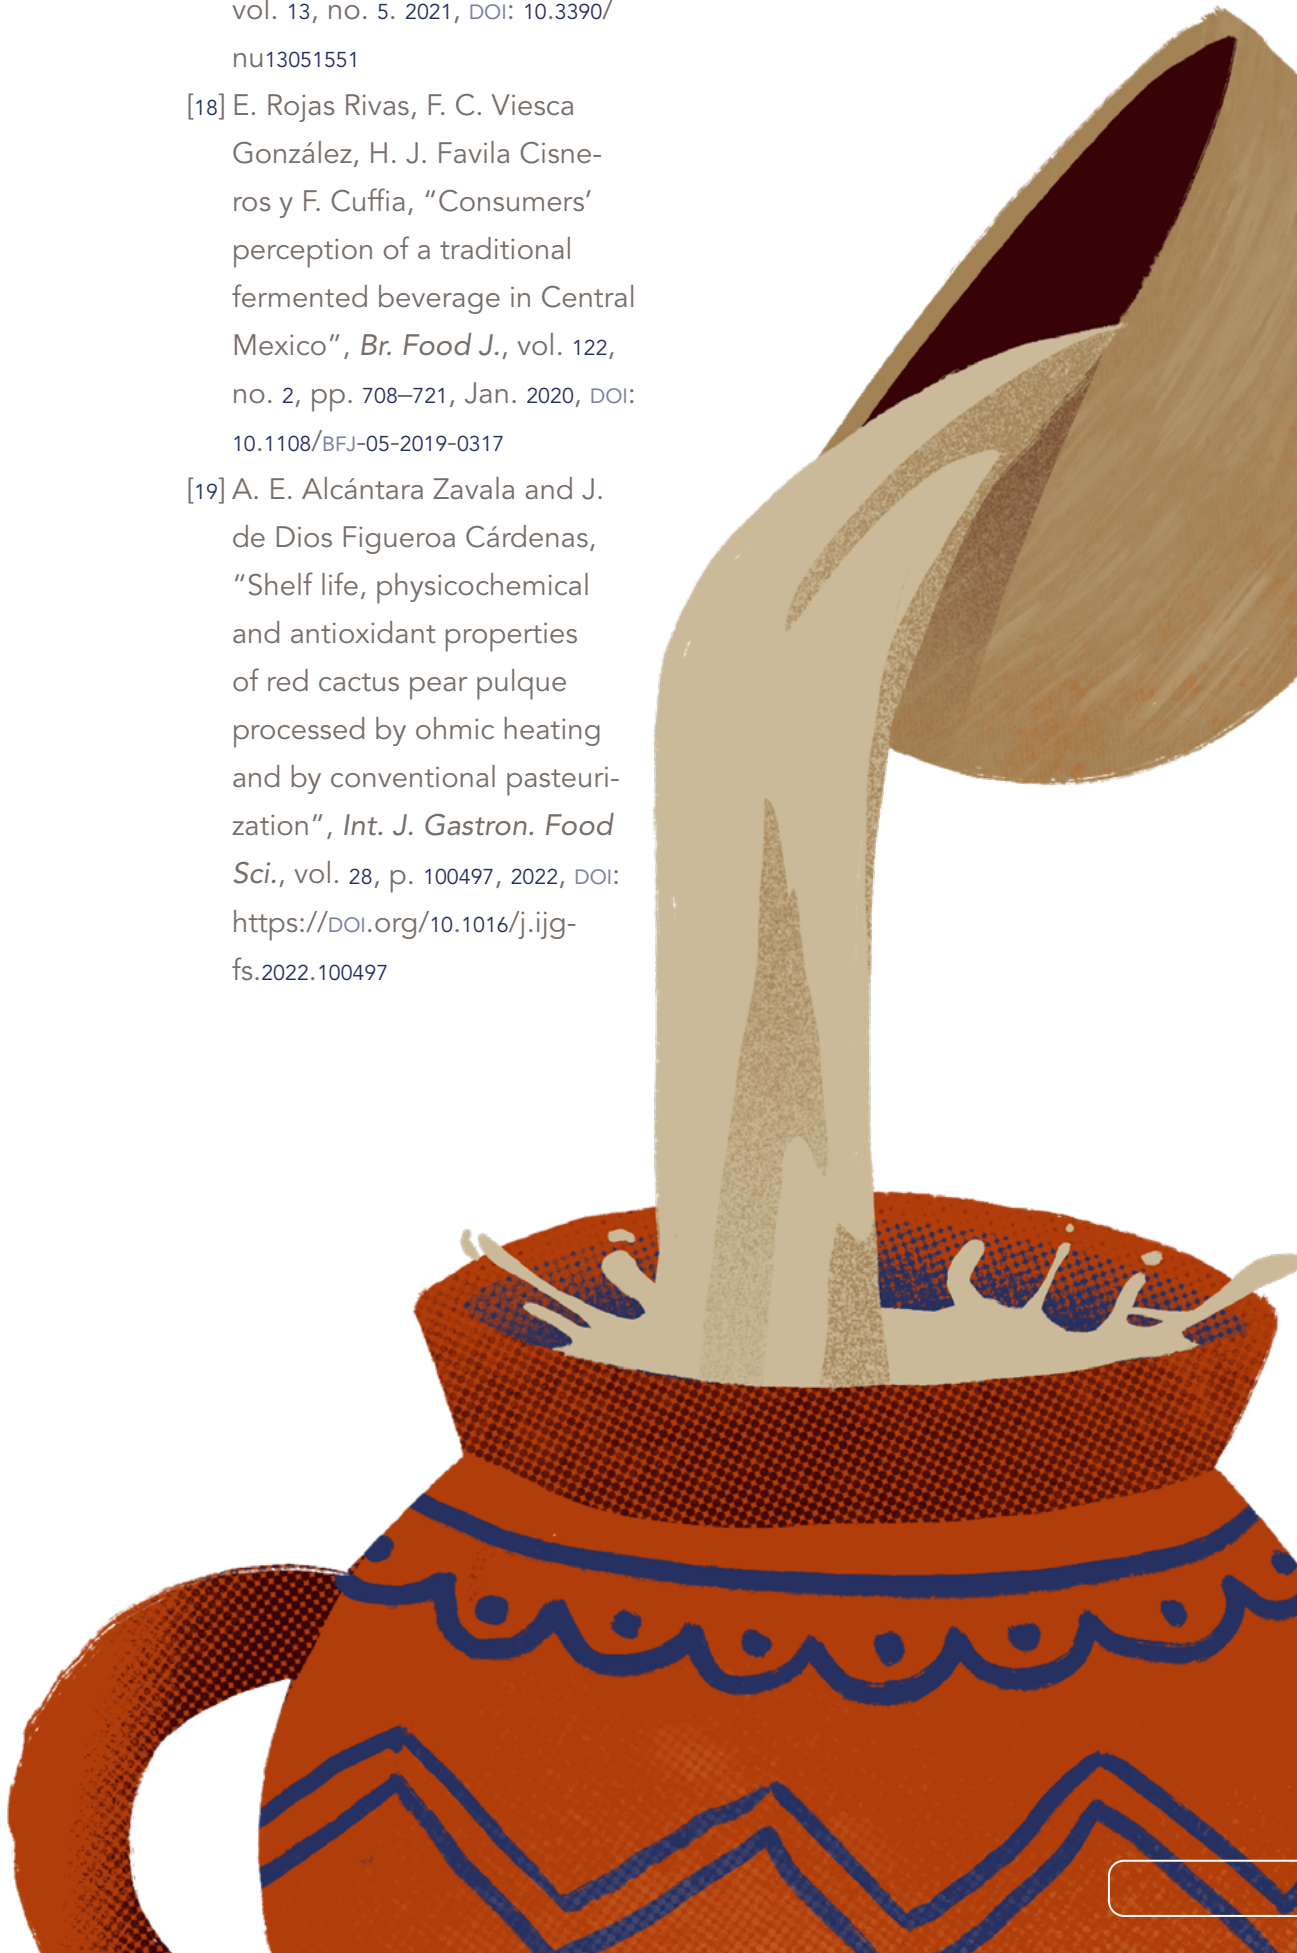 vol. 13, no. 5. 2021, DOI: 10.3390/
nu13051551
[18] E. Rojas Rivas, F. C. Viesca
González, H. J. Favila Cisne-
ros y F. Cuffia, “Consumers’
perception of a traditional
fermented beverage in Central
Mexico”, Br. Food J., vol. 122,
no. 2, pp. 708–721, Jan. 2020, DOI:
10.1108/BFJ-05-2019-0317
[19] A. E. Alcántara Zavala and J.
de Dios Figueroa Cárdenas,
“Shelf life, physicochemical
and antioxidant properties
of red cactus pear pulque
processed by ohmic heating
and by conventional pasteuri-
zation”, Int. J. Gastron. Food
Sci., vol. 28, p. 100497, 2022, DOI:
https://DOI.org/10.1016/j.ijg-
fs.2022.100497